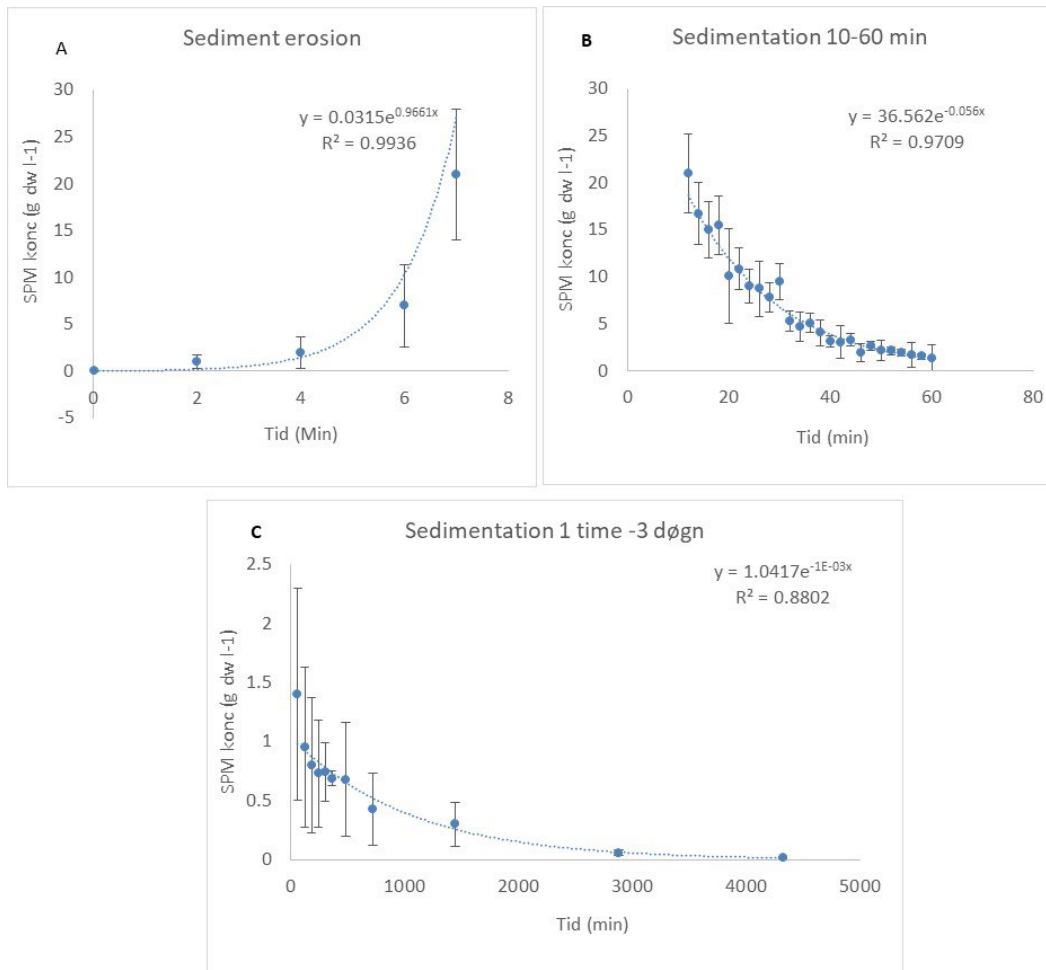 A
Sediment erosion
30
25
20
15
10
5
0
-5
0 2 4 6 8
SPM konc (g dw l-1)
Tid (Min)
y = 0.0315e^0.9661x
R² = 0.9936
B
Sedimentation 10-60 min
30
25
20
15
10
5
0
0 20 40 60 80
SPM konc (g dw l-1)
Tid (min)
y = 36.562e^-0.056x
R² = 0.9709
C
Sedimentation 1 time -3 døgn
2.5
2
1.5
1
0.5
0
0 1000 2000 3000 4000 5000
SPM konc (g dw l-1)
Tid (min)
y = 1.0417e^-1E-03x
R² = 0.8802